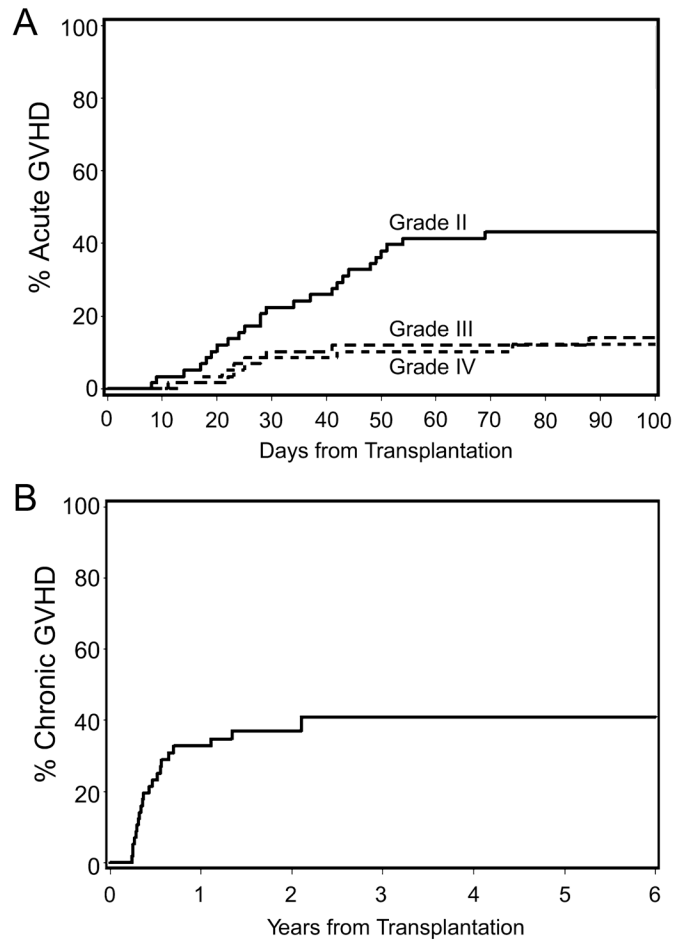 A
100
80
60
40
20
0
% Acute GVHD
Grade II
Grade III
Grade IV
0 10 20 30 40 50 60 70 80 90 100
Days from Transplantation
B
100
80
60
40
20
0
% Chronic GVHD
0 1 2 3 4 5 6
Years from Transplantation